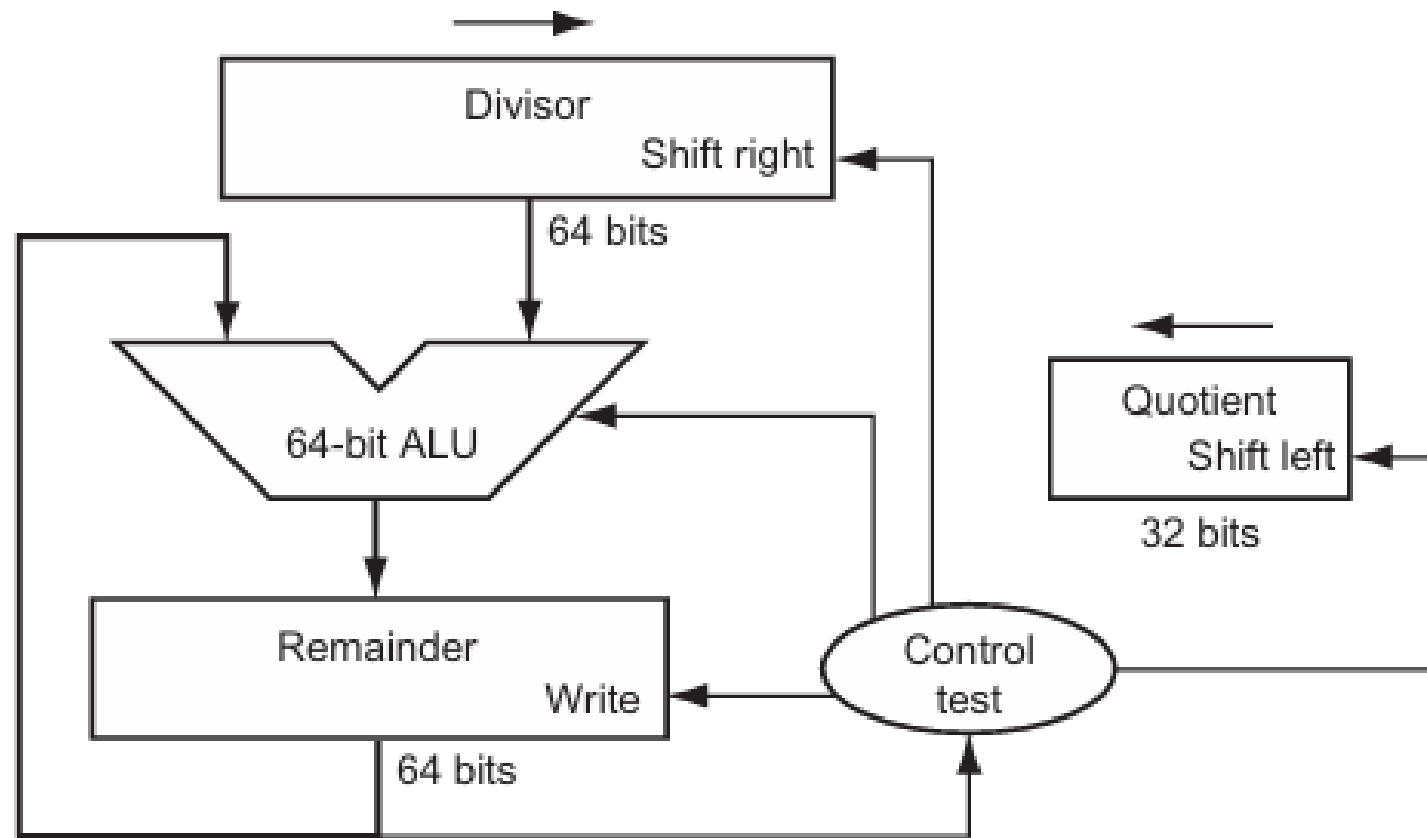 Divisor
Shift right
64 bits
64-bit ALU
Quotient
Shift left
32 bits
Remainder
Write
Control
test
64 bits